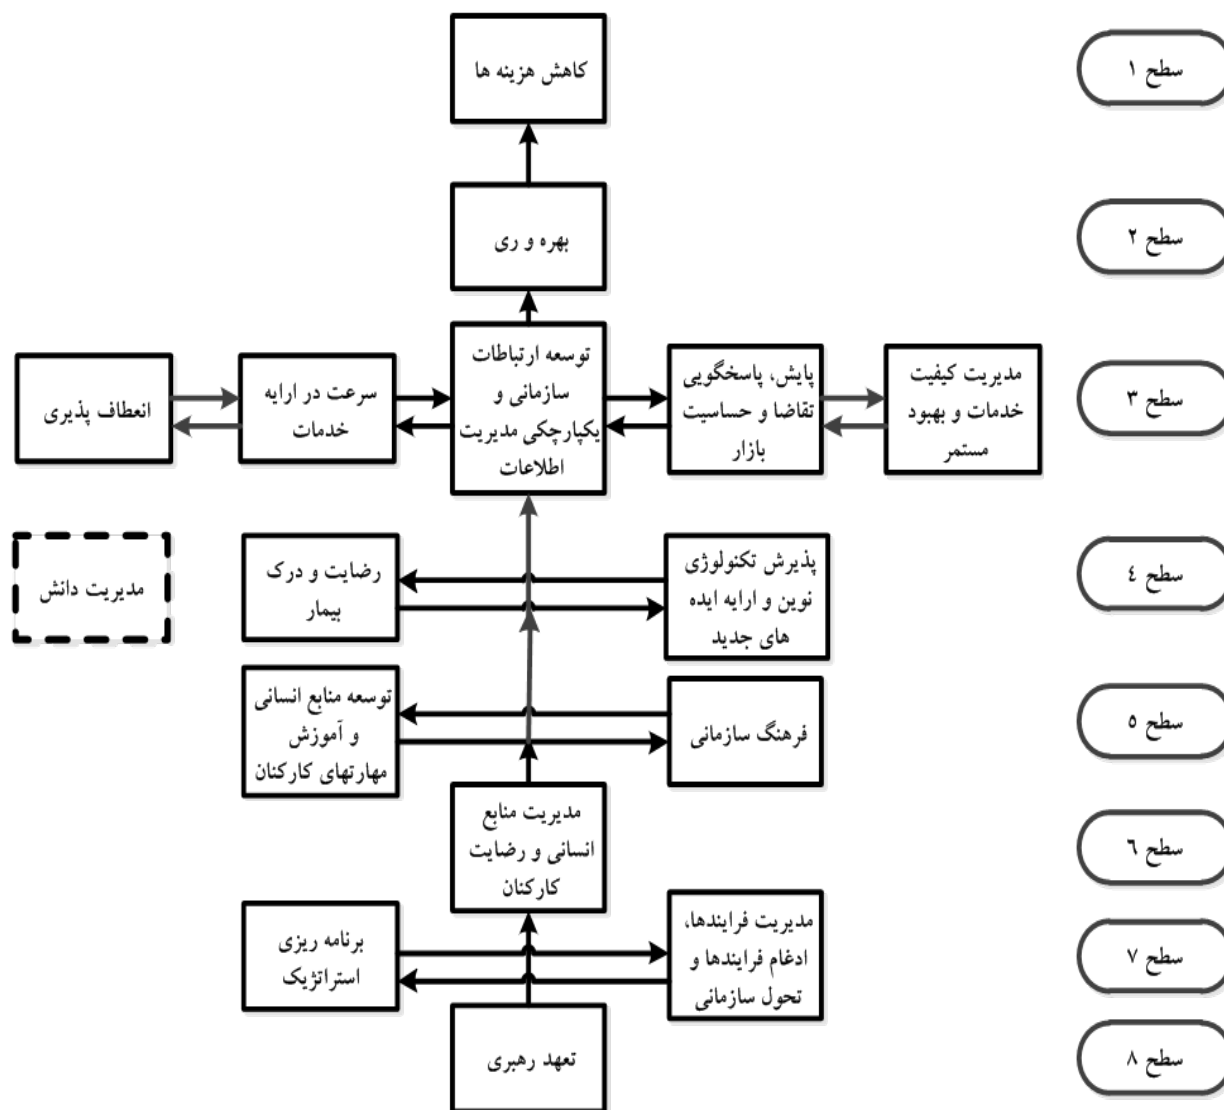 کاهش هزینه ها
سطح ۱
بهره و ری
سطح ۲
توسعه ارتباطات
سازمانی و
یکپارچکی مدیریت
اطلاعات
مدیریت کیفیت
خدمات و بهبود
مستمر
پایش، پاسخگویی
تقاضا و حساسیت
بازار
سرعت در ارایه
خدمات
انعطاف پذیری
سطح ۳
پذیرش تکنولوژی
نوین و ارایه ایده
های جدید
رضایت و درک
بیمار
مدیریت دانش
سطح ٤
فرهنگ سازمانی
توسعه منابع انسانی
و آموزش
مهارتهای کارکنان
سطح ٥
مدیریت منابع
انسانی و رضایت
کارکنان
سطح ٦
مدیریت فرایندها،
ادغام فرایندها و
تحول سازمانی
برنامه ریزی
استراتژیک
سطح ۷
تعهد رهبری
سطح ۸